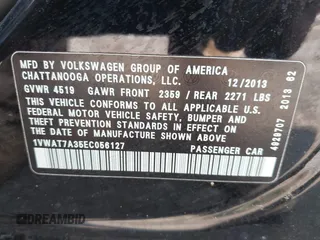 MFD BY VOLKSWAGEN GROUP OF AMERICA
CHATTANOOGA OPERATIONS, LLC. 12/2013
GVWR 4519 GAWR FRONT 2359 / REAR 2271 LBS
THIS VEHICLE CONFORMS TO ALL APPLICABLE U.S.
FEDERAL MOTOR VEHICLE SAFETY, BUMPER AND
THEFT PREVENTION STANDARDS IN EFFECT ON
THE DATE OF MANUFACTURE SHOWN ABOVE.
1VWAT7A35EC056127 PASSENGER CAR
4929707 2013 62
DREAMBID